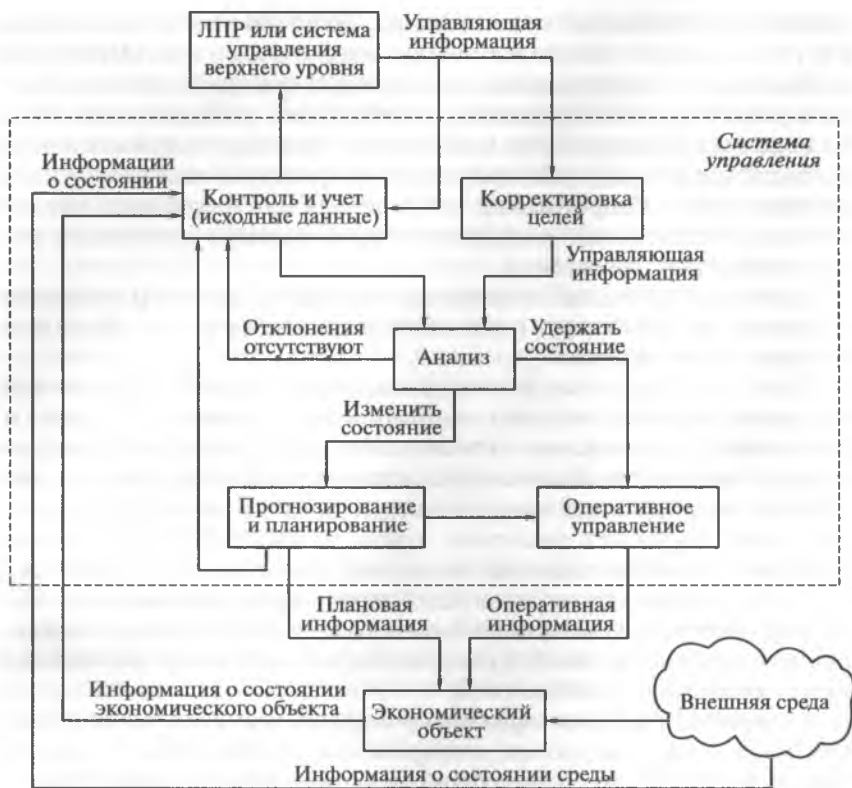 ЛПР или система
управления
верхнего уровня
Управляющая
информация
Система
управления
Информации
о состоянии
Контроль и учет
(исходные данные)
Корректировка
целей
Управляющая
информация
Отклонения
отсутствуют
Анализ
Удержать
состояние
Изменить
состояние
Прогнозирование
и планирование
Оперативное
управление
Плановая
информация
Оперативная
информация
Информация о состоянии
экономического объекта
Экономический
объект
Внешняя среда
Информация о состоянии среды